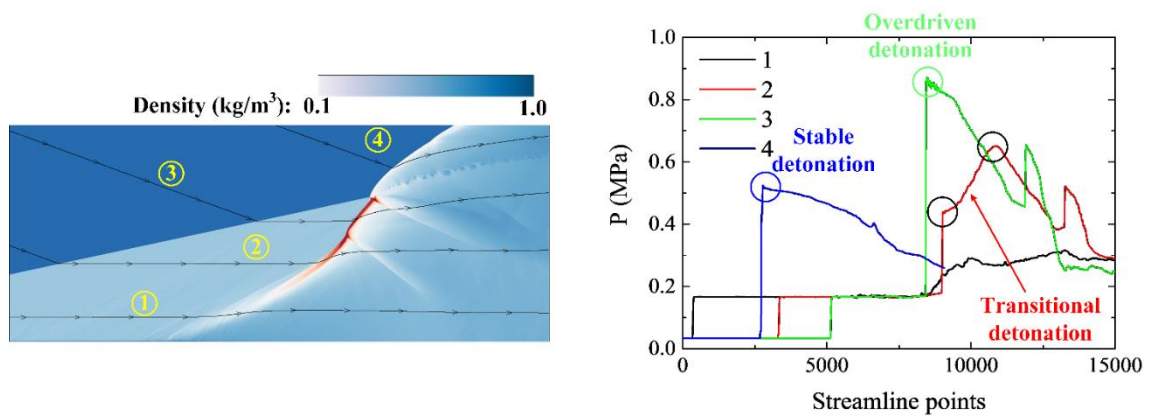 Density (kg/m³): 0.1 1.0
④
③
②
①
Overdriven
detonation
1
2
3
4
Stable
detonation
Transitional
detonation
P (MPa)
1.0
0.8
0.6
0.4
0.2
0.0
0 5000 10000 15000
Streamline points